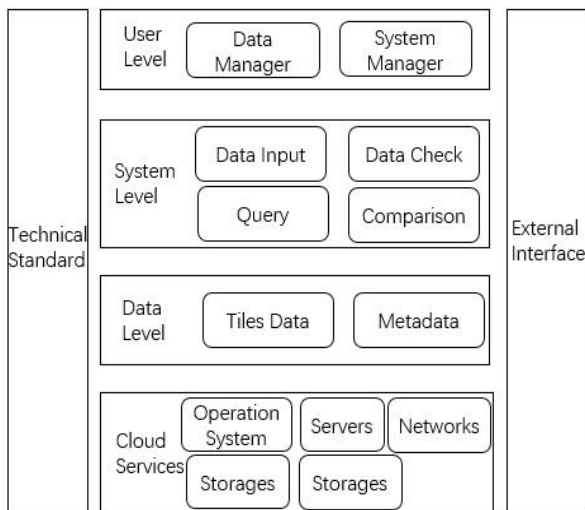 User
Level
Data
Manager
System
Manager
System
Level
Data Input
Data Check
Query
Comparison
Technical
Standard
External
Interface
Data
Level
Tiles Data
Metadata
Cloud
Services
Operation
System
Servers
Networks
Storages
Storages